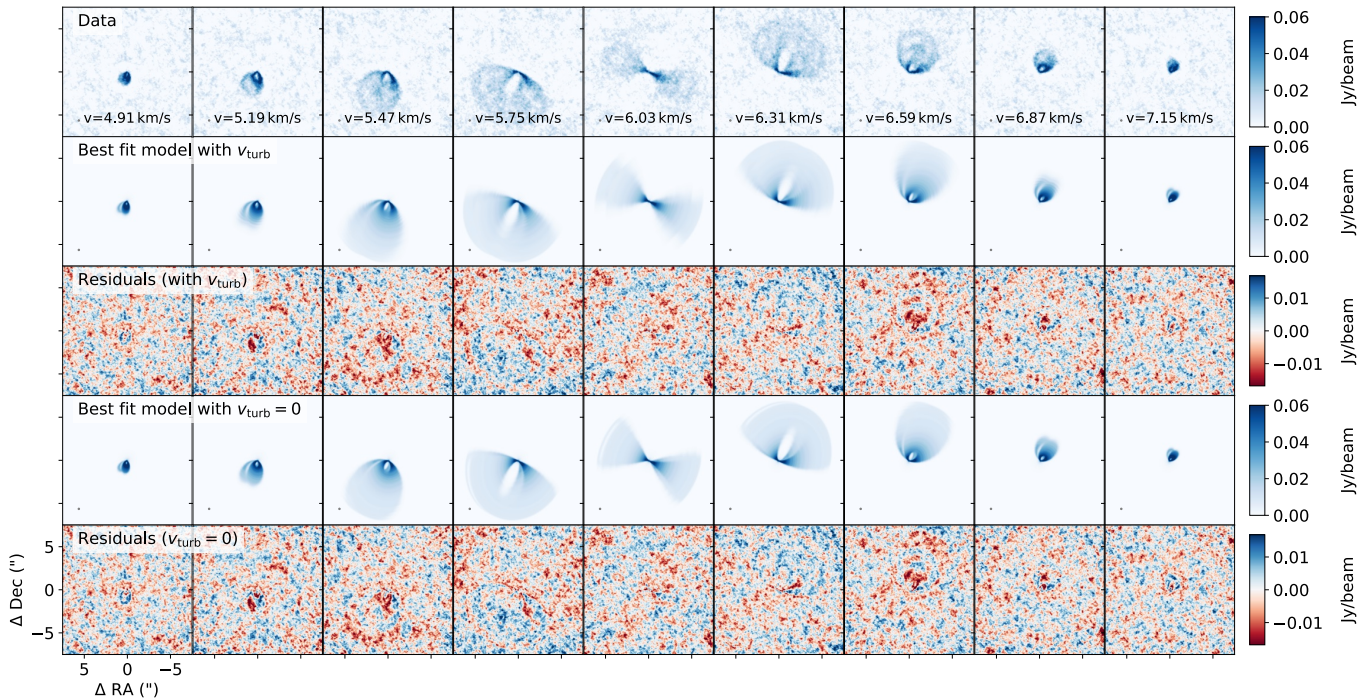 Data
v=4.91 km/s
v=5.19 km/s
v=5.47 km/s
v=5.75 km/s
v=6.03 km/s
v=6.31 km/s
v=6.59 km/s
v=6.87 km/s
v=7.15 km/s
0.06
0.04
0.02
0.00
Jy/beam
Best fit model with v_turb
0.06
0.04
0.02
0.00
Jy/beam
Residuals (with v_turb)
0.01
0.00
−0.01
Jy/beam
Best fit model with v_turb = 0
0.06
0.04
0.02
0.00
Jy/beam
Residuals (v_turb = 0)
0.01
0.00
−0.01
Jy/beam
5
0
−5
Δ Dec (")
5 0 −5
Δ RA (")